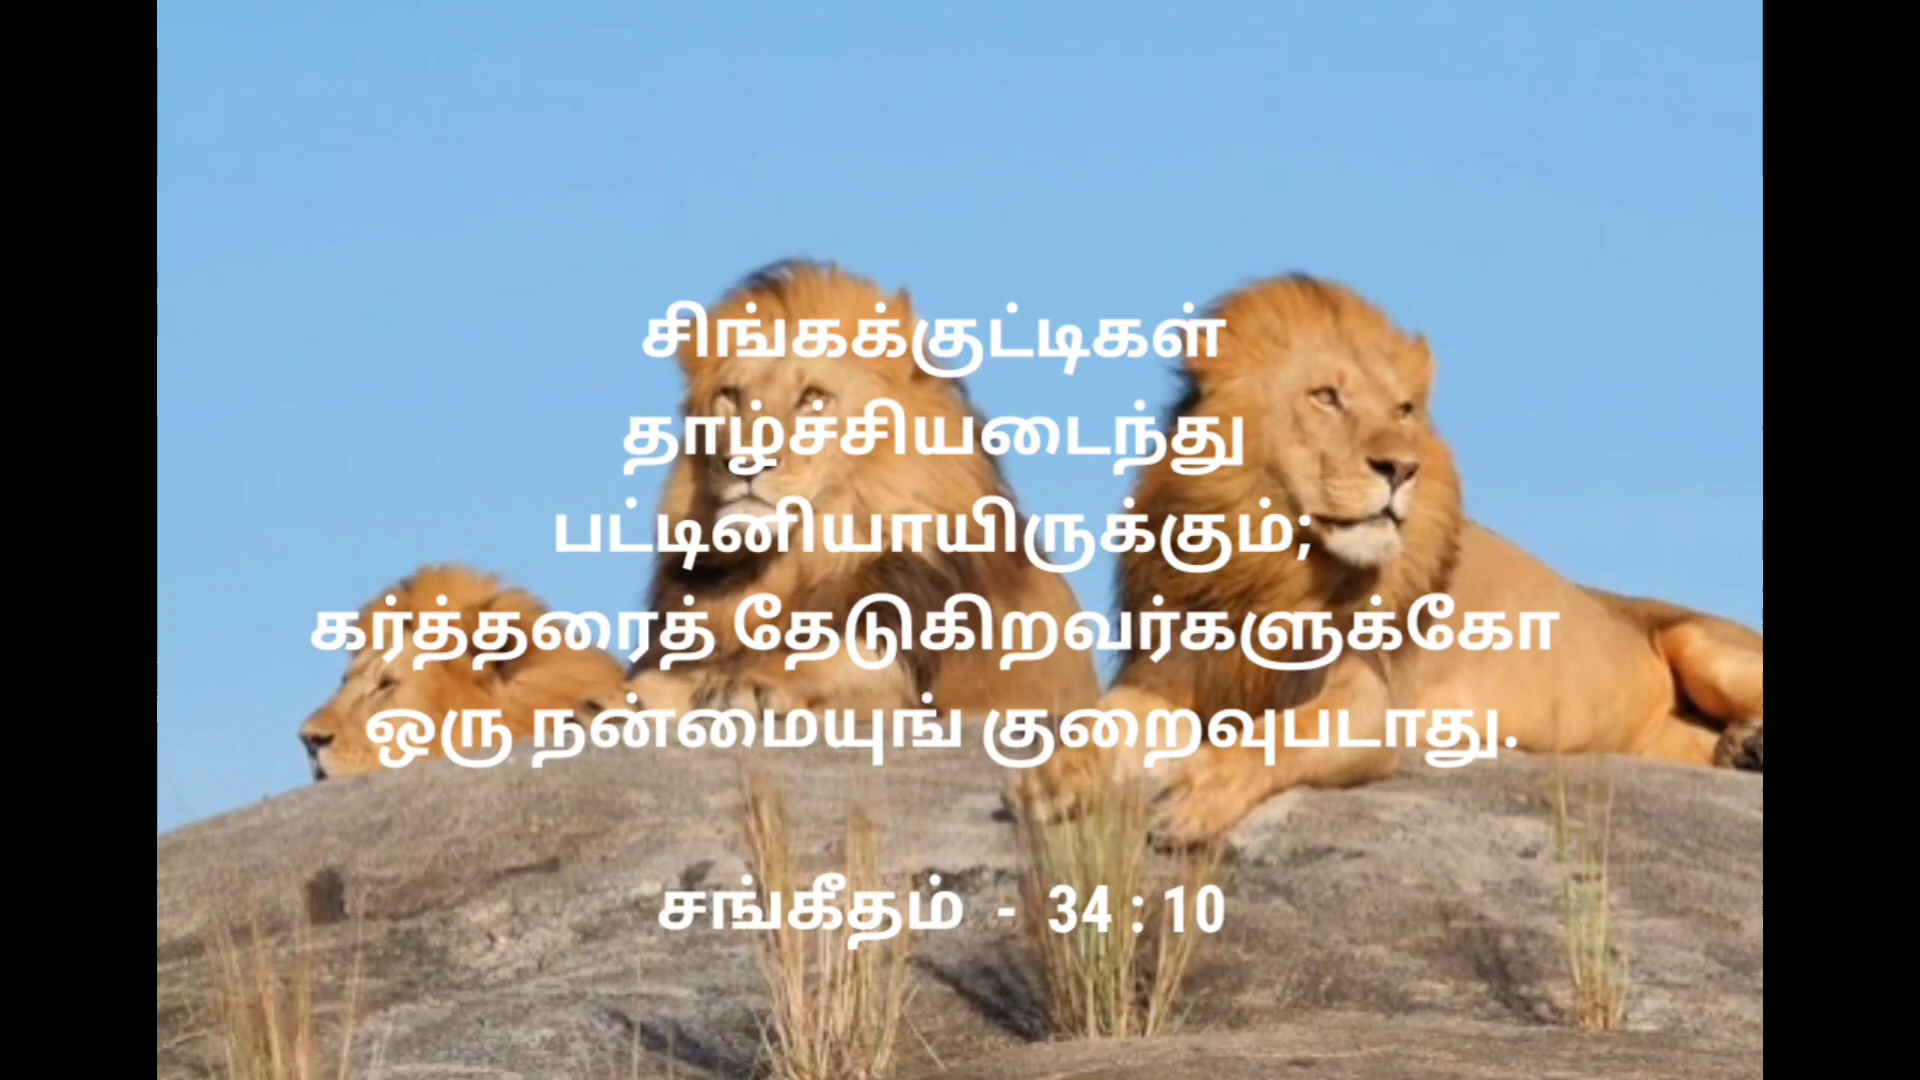 சிங்கக்குட்டிகள்
தாழ்ச்சியடைந்து
பட்டினியாயிருக்கும்;
கர்த்தரைத் தேடுகிறவர்களுக்கோ
ஒரு நன்மையுங் குறைவுபடாது.
சங்கீதம் - 34 : 10